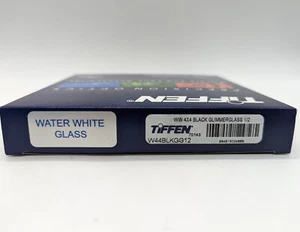 TiFFEN
WATER WHITE
GLASS
WW 4X4 BLACK GLIMMERGLASS 1/2
TiFFEN
W44BLKGG12